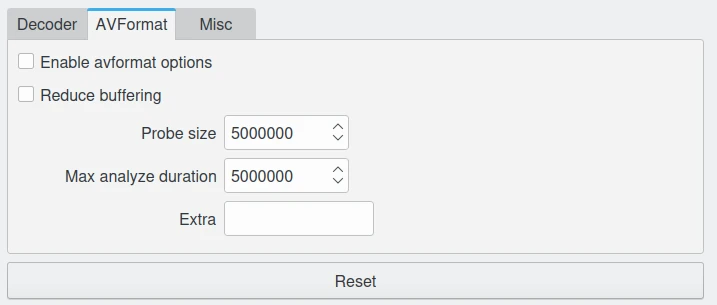 Decoder AVFormat Misc
Enable avformat options
Reduce buffering
Probe size 5000000
Max analyze duration 5000000
Extra
Reset